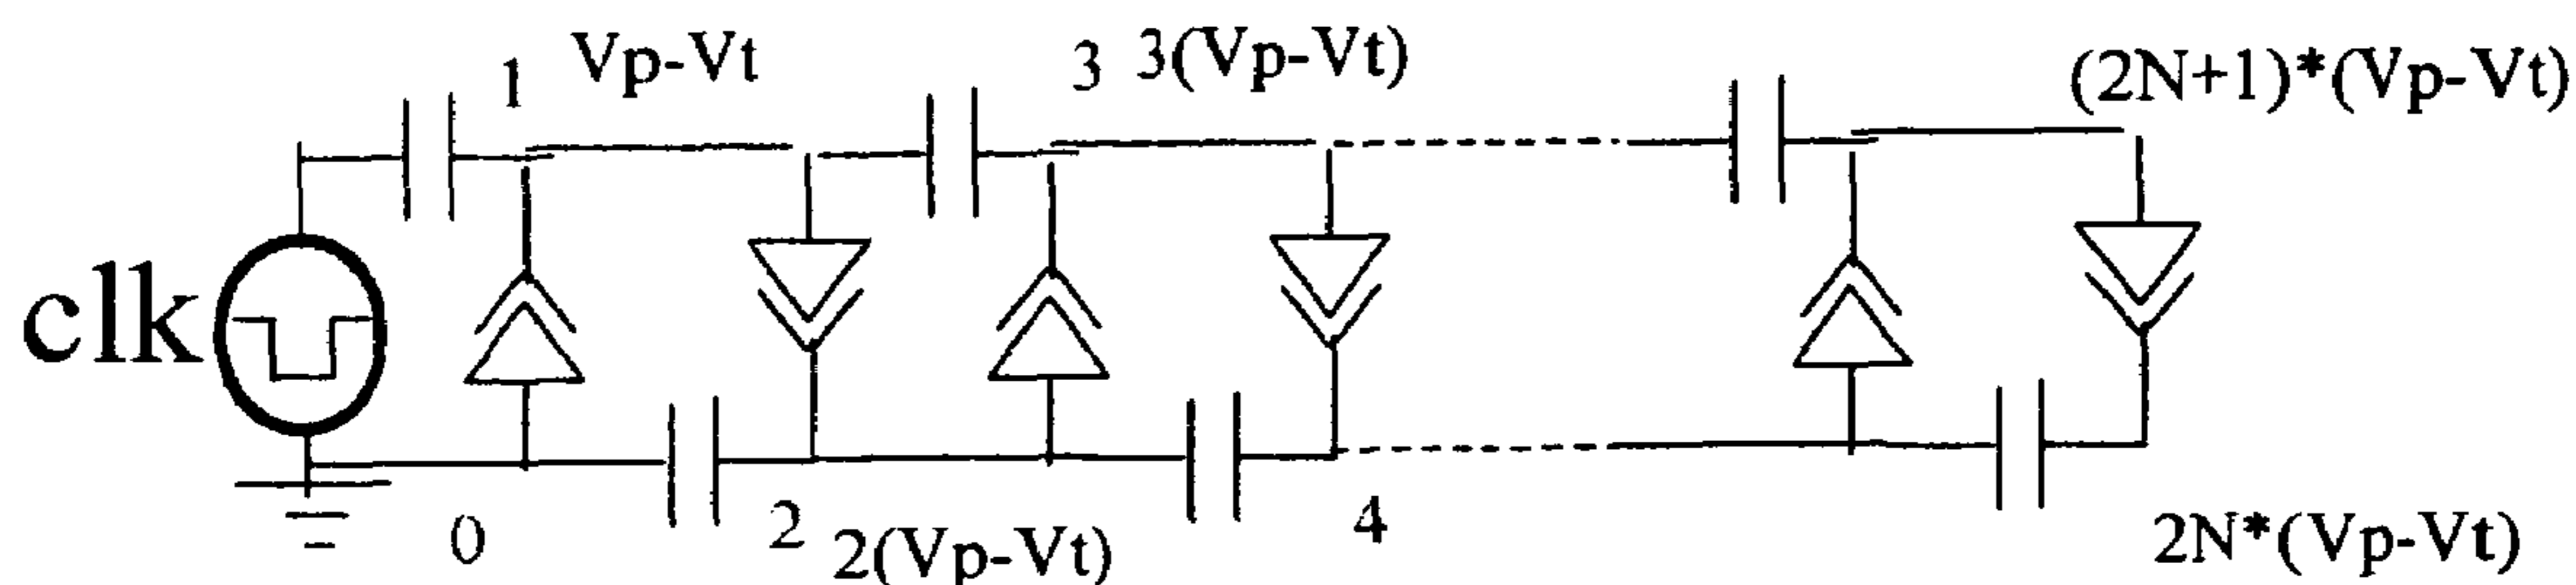 1 Vp-Vt 3 3(Vp-Vt) (2N+1)*(Vp-Vt)
clk
0 2 2(Vp-Vt) 4 2N*(Vp-Vt)